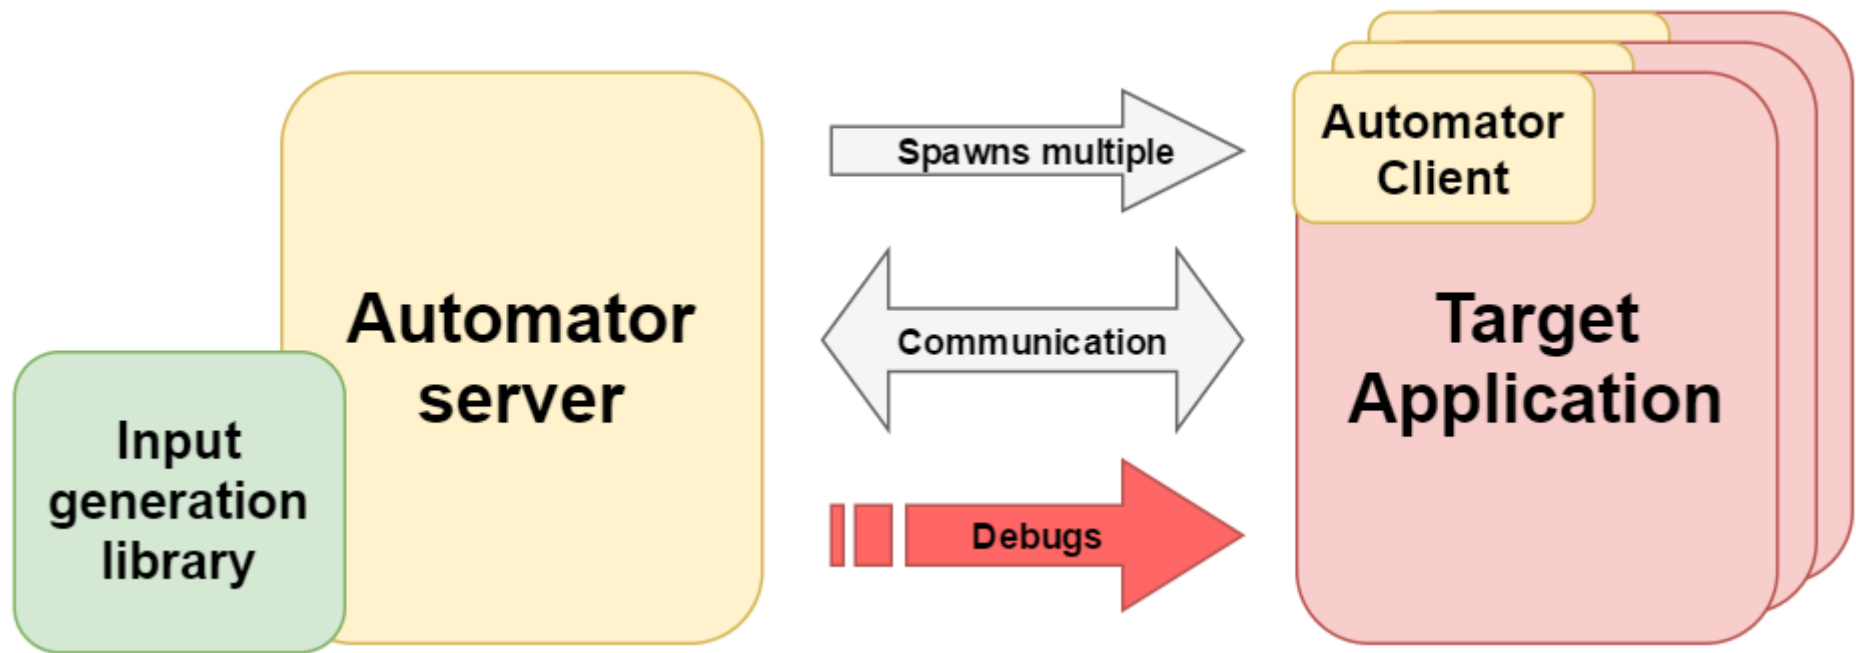 Automator
server
Input
generation
library
Spawns multiple
Communication
Debugs
Automator
Client
Target
Application